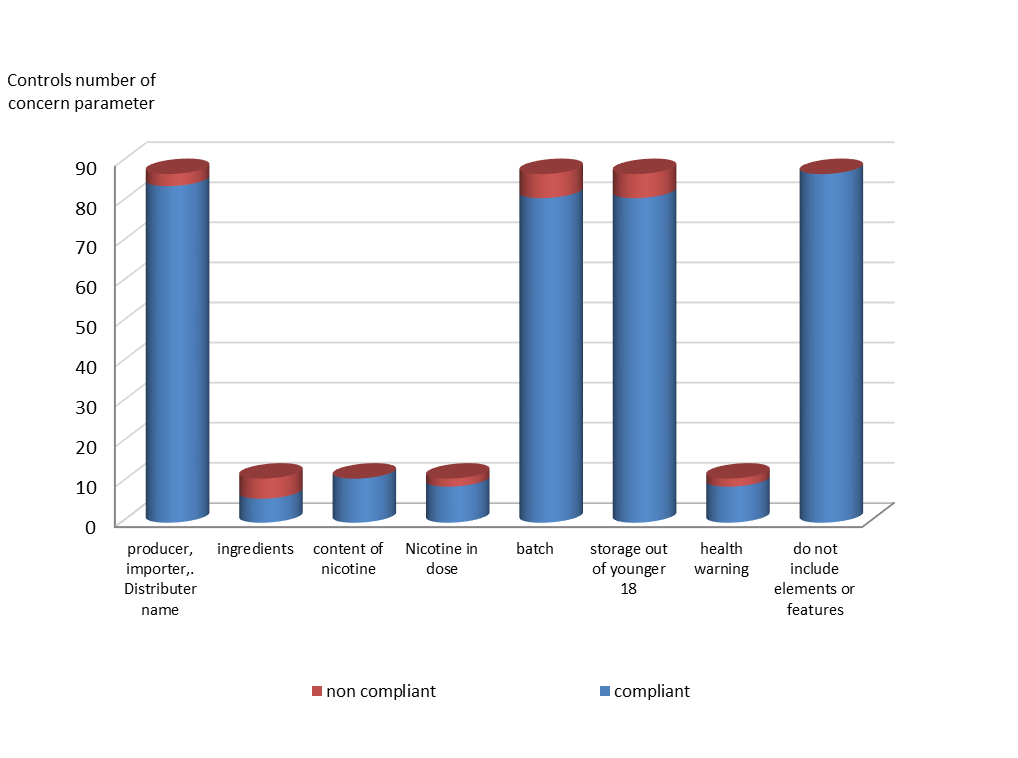 Controls number of
concern parameter
90
80
70
60
50
40
30
20
10
0
producer,
importer,.
Distributer
name
ingredients
content of
nicotine
Nicotine in
dose
batch
storage out
of younger
18
health
warning
do not
include
elements or
features
non compliant
compliant